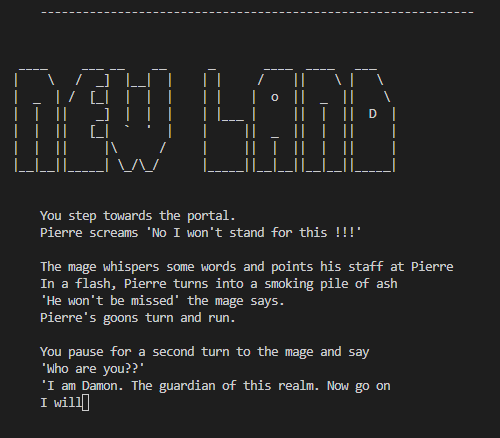 NEW LAND
You step towards the portal.
Pierre screams 'No I won't stand for this !!!'
The mage whispers some words and points his staff at Pierre
In a flash, Pierre turns into a smoking pile of ash
'He won't be missed' the mage says.
Pierre's goons turn and run.
You pause for a second turn to the mage and say
'Who are you??'
'I am Damon. The guardian of this realm. Now go on
I will